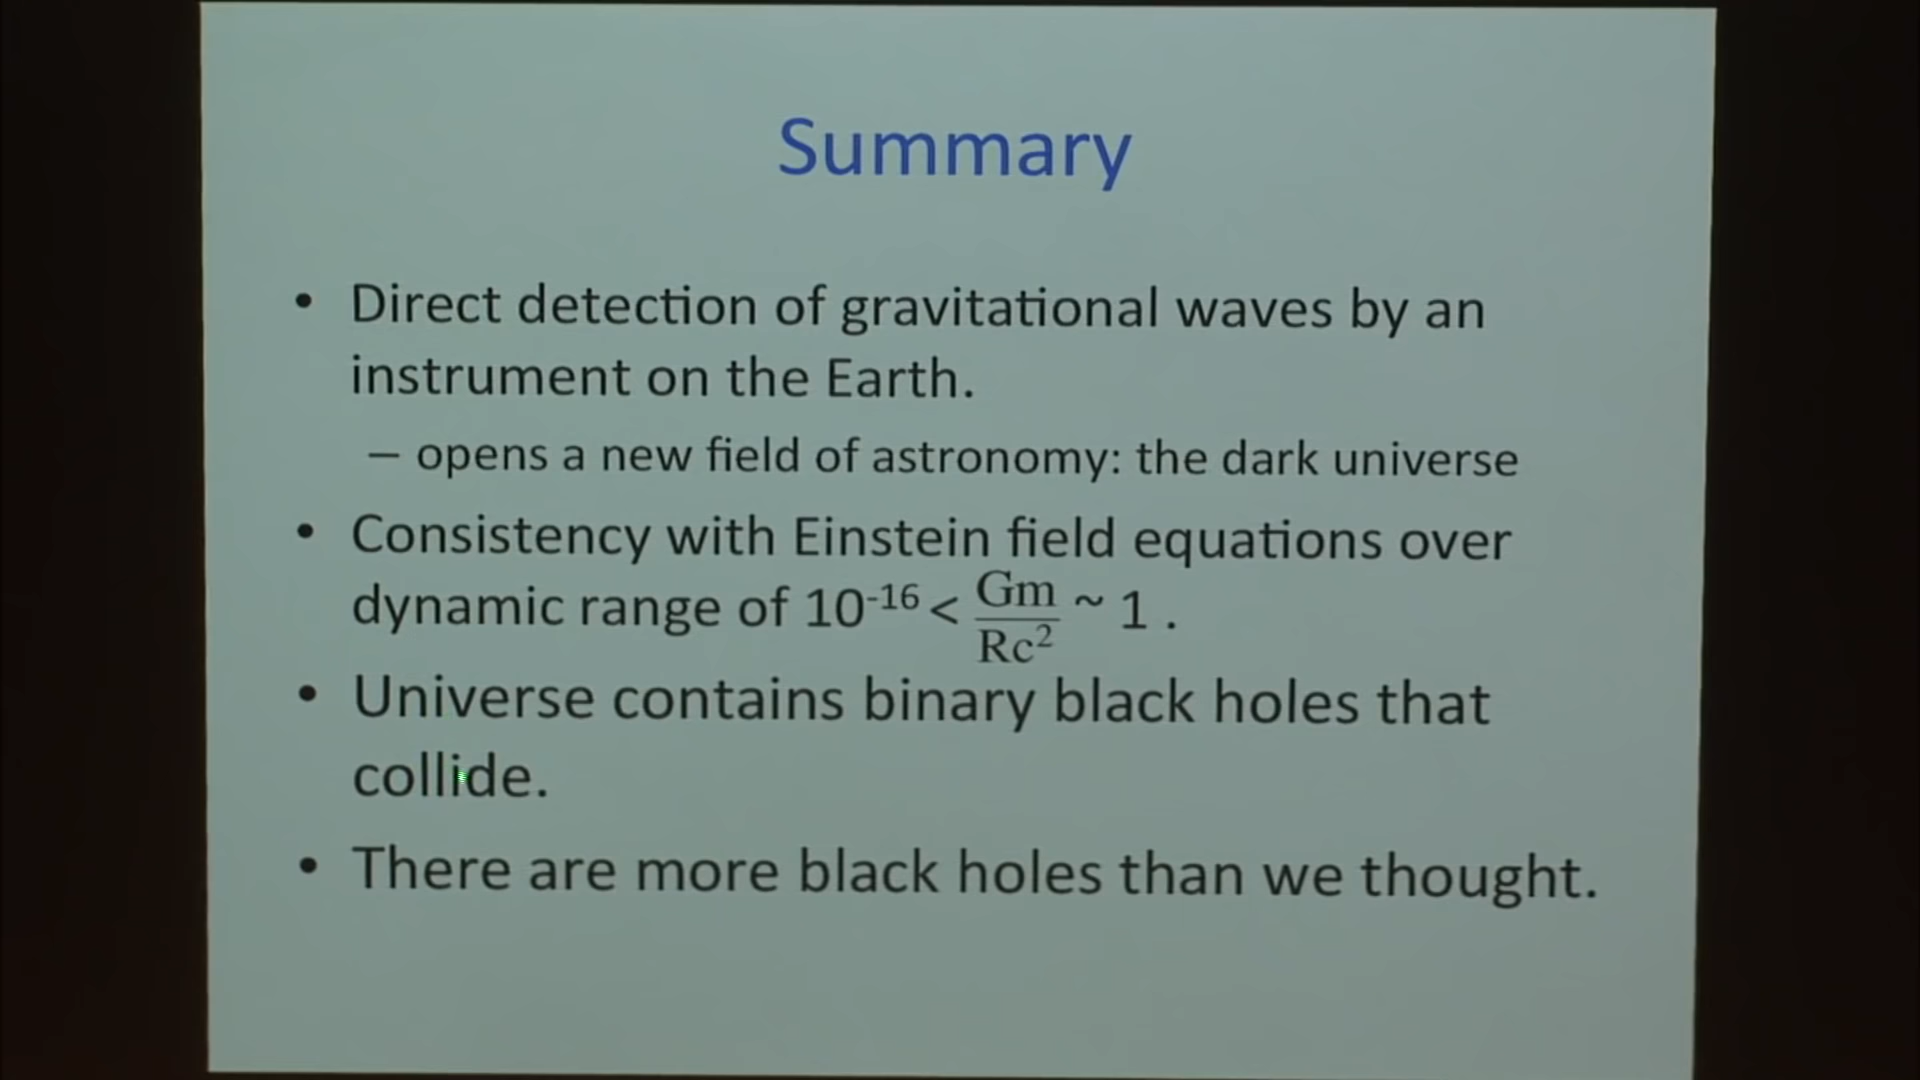 Summary
• Direct detection of gravitational waves by an
instrument on the Earth.
– opens a new field of astronomy: the dark universe
• Consistency with Einstein field equations over
dynamic range of 10⁻¹⁶ < Gm/Rc² ~ 1 .
• Universe contains binary black holes that
collide.
• There are more black holes than we thought.